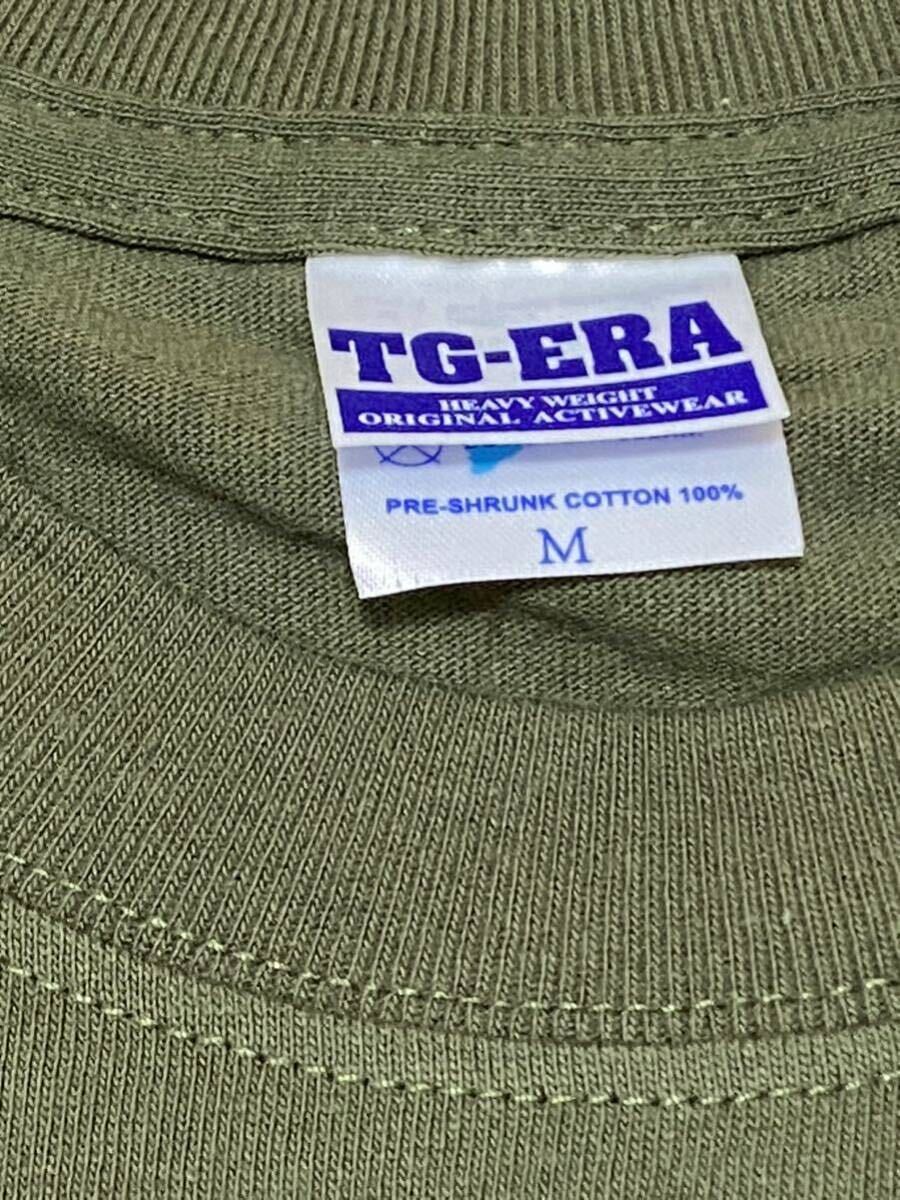 TG-ERA
HEAVY WEIGHT
ORIGINAL ACTIVEWEAR
PRE-SHRUNK COTTON 100%
M